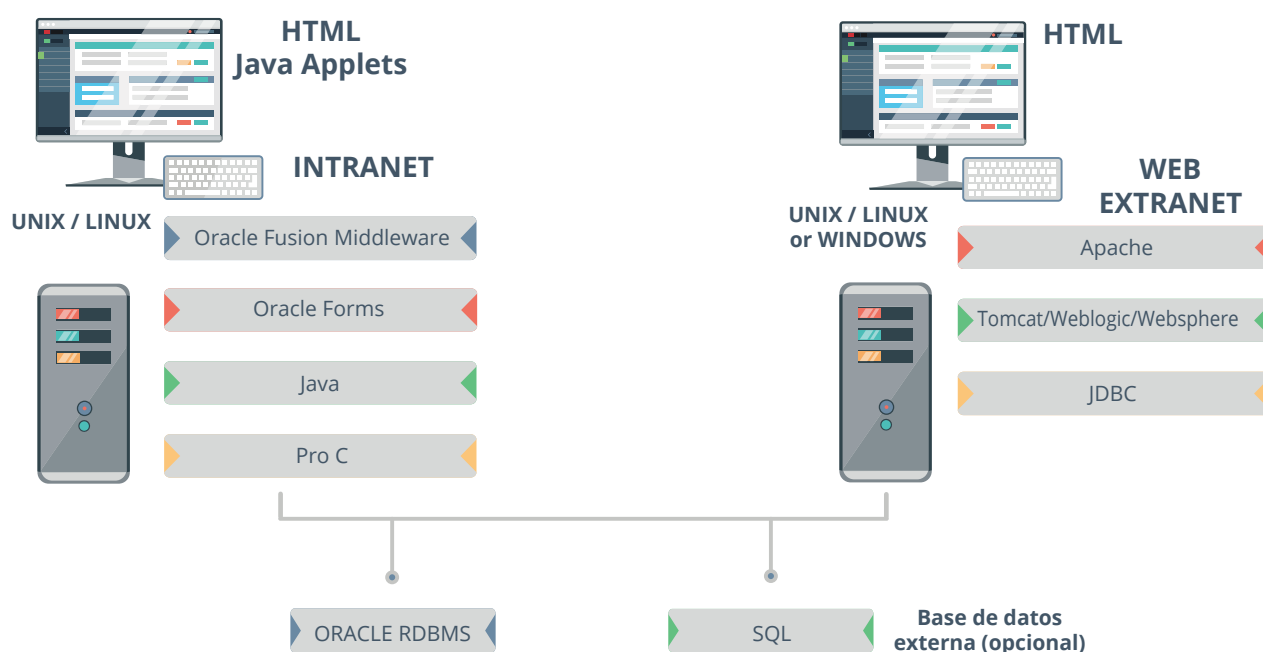 HTML
Java Applets
INTRANET
UNIX / LINUX
Oracle Fusion Middleware
Oracle Forms
Java
Pro C
HTML
WEB
EXTRANET
UNIX / LINUX
or WINDOWS
Apache
Tomcat/Weblogic/Websphere
JDBC
ORACLE RDBMS
SQL
Base de datos
externa (opcional)